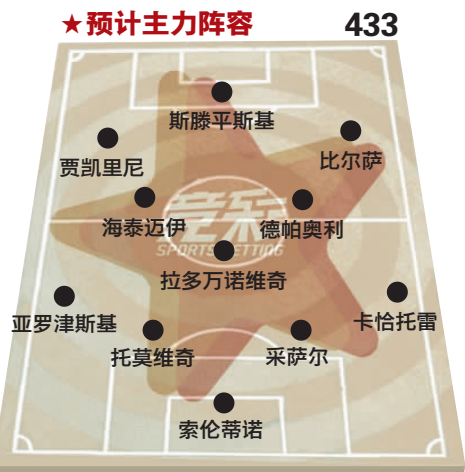 ★预计主力阵容 433
斯滕平斯基
贾凯里尼 比尔萨
海泰迈伊 德帕奥利
竞彩
SPORTS BETTING
拉多万诺维奇
亚罗津斯基 卡恰托雷
托莫维奇 采萨尔
索伦蒂诺